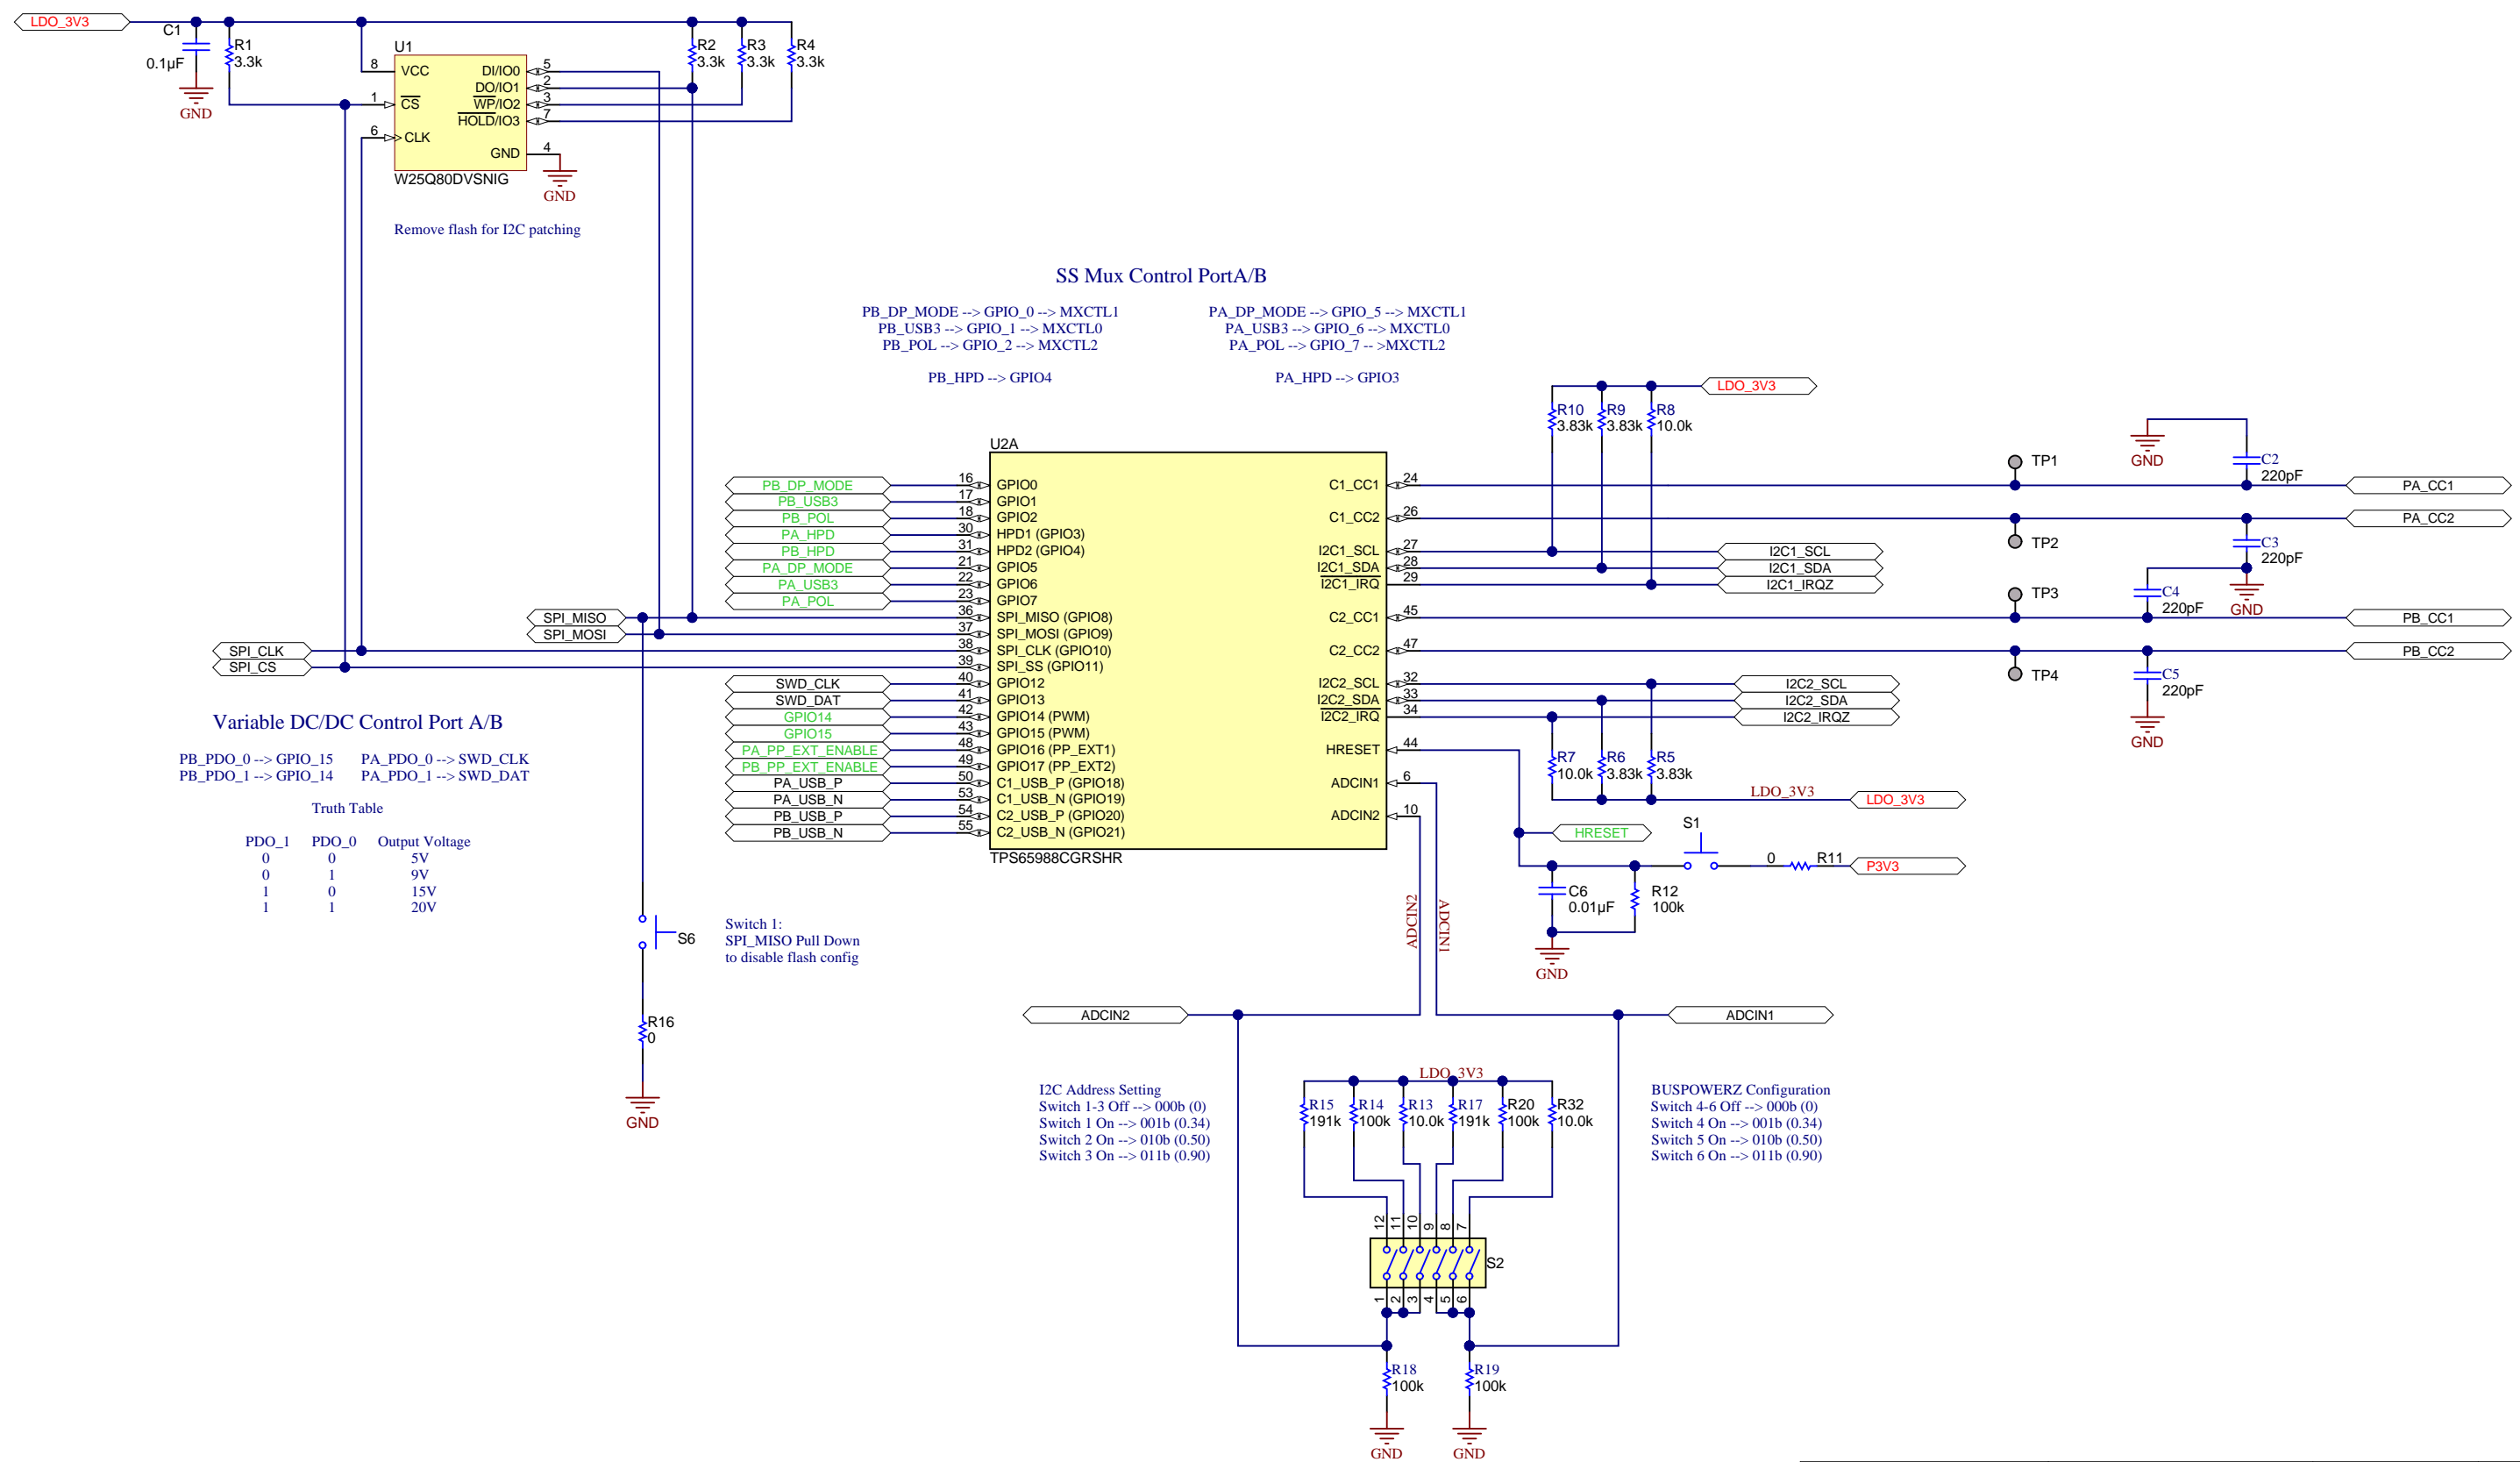 LDO_3V3
C1
0.1µF
GND
R1
3.3k
U1
8 VCC
1 CS
6 CLK
DI/IO0 5
DO/IO1 2
WP/IO2 3
HOLD/IO3 7
GND 4
W25Q80DVSNIG
GND
R2
3.3k
R3
3.3k
R4
3.3k
Remove flash for I2C patching
SS Mux Control PortA/B
PB_DP_MODE --> GPIO_0 --> MXCTL1
PB_USB3 --> GPIO_1 --> MXCTL0
PB_POL --> GPIO_2 --> MXCTL2
PB_HPD --> GPIO4
PA_DP_MODE --> GPIO_5 --> MXCTL1
PA_USB3 --> GPIO_6 --> MXCTL0
PA_POL --> GPIO_7 -- >MXCTL2
PA_HPD --> GPIO3
LDO_3V3
R10
3.83k
R9
3.83k
R8
10.0k
U2A
PB_DP_MODE 16 GPIO0
PB_USB3 17 GPIO1
PB_POL 18 GPIO2
PA_HPD 30 HPD1 (GPIO3)
PB_HPD 31 HPD2 (GPIO4)
PA_DP_MODE 21 GPIO5
PA_USB3 22 GPIO6
PA_POL 23 GPIO7
SPI_MISO 36 SPI_MISO (GPIO8)
SPI_MOSI 37 SPI_MOSI (GPIO9)
SPI_CLK 38 SPI_CLK (GPIO10)
SPI_CS 39 SPI_SS (GPIO11)
SWD_CLK 40 GPIO12
SWD_DAT 41 GPIO13
GPIO14 42 GPIO14 (PWM)
GPIO15 43 GPIO15 (PWM)
PA_PP_EXT_ENABLE 48 GPIO16 (PP_EXT1)
PB_PP_EXT_ENABLE 49 GPIO17 (PP_EXT2)
PA_USB_P 50 C1_USB_P (GPIO18)
PA_USB_N 53 C1_USB_N (GPIO19)
PB_USB_P 54 C2_USB_P (GPIO20)
PB_USB_N 55 C2_USB_N (GPIO21)
TPS65988CGRSHR
C1_CC1 24 PA_CC1
C1_CC2 26 PA_CC2
I2C1_SCL 27 I2C1_SCL
I2C1_SDA 28 I2C1_SDA
I2C1_IRQ 29 I2C1_IRQZ
C2_CC1 45 PB_CC1
C2_CC2 47 PB_CC2
I2C2_SCL 32 I2C2_SCL
I2C2_SDA 33 I2C2_SDA
I2C2_IRQ 34 I2C2_IRQZ
HRESET 44
ADCIN1 6
ADCIN2 10
TP1
TP2
TP3
TP4
GND
C2
220pF
C3
220pF
GND
C4
220pF
C5
220pF
GND
R7
10.0k
R6
3.83k
R5
3.83k
LDO_3V3
LDO_3V3
HRESET
S1
0 R11
P3V3
C6
0.01µF
R12
100k
GND
Variable DC/DC Control Port A/B
PB_PDO_0 --> GPIO_15 PA_PDO_0 --> SWD_CLK
PB_PDO_1 --> GPIO_14 PA_PDO_1 --> SWD_DAT
Truth Table
PDO_1 PDO_0 Output Voltage
0 0 5V
0 1 9V
1 0 15V
1 1 20V
S6
Switch 1:
SPI_MISO Pull Down
to disable flash config
R16
0
GND
ADCIN2
ADCIN1
ADCIN2
ADCIN1
I2C Address Setting
Switch 1-3 Off --> 000b (0)
Switch 1 On --> 001b (0.34)
Switch 2 On --> 010b (0.50)
Switch 3 On --> 011b (0.90)
LDO_3V3
R15
191k
R14
100k
R13
10.0k
R17
191k
R20
100k
R32
10.0k
BUSPOWERZ Configuration
Switch 4-6 Off --> 000b (0)
Switch 4 On --> 001b (0.34)
Switch 5 On --> 010b (0.50)
Switch 6 On --> 011b (0.90)
12 11 10 9 8 7
S2
1 2 3 4 5 6
R18
100k
R19
100k
GND
GND